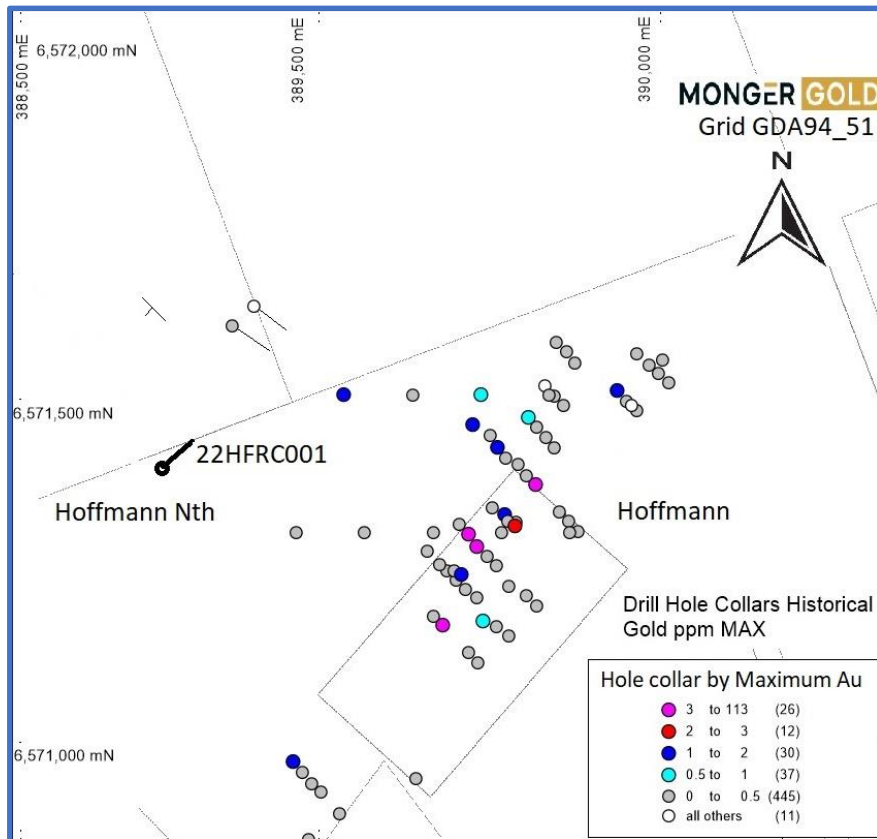 388,500 mE
6,572,000 mN
389,500 mE
390,000 mE
MONGER GOLD
Grid GDA94_51
N
6,571,500 mN
22HFRC001
Hoffmann Nth
Hoffmann
Drill Hole Collars Historical
Gold ppm MAX
6,571,000 mN
Hole collar by Maximum Au
3 to 113 (26)
2 to 3 (12)
1 to 2 (30)
0.5 to 1 (37)
0 to 0.5 (445)
all others (11)